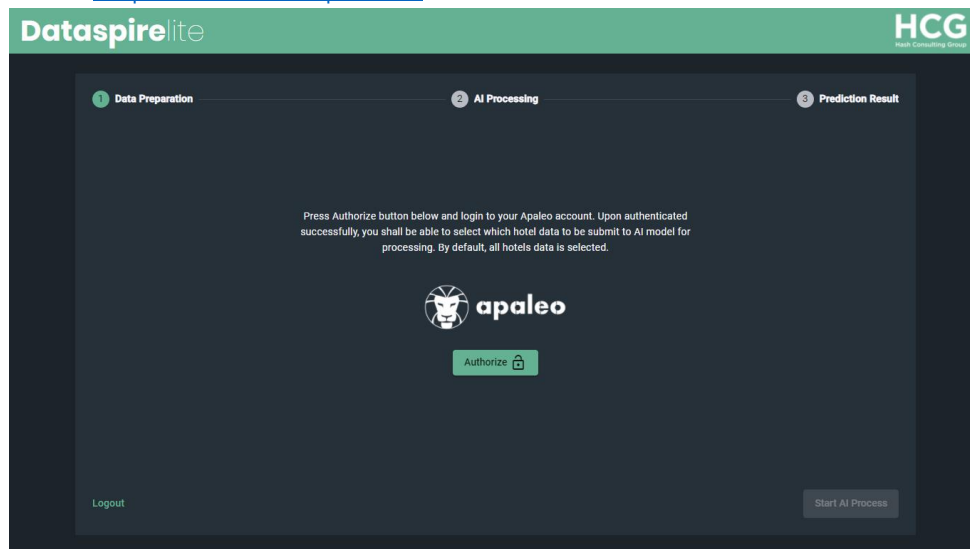 Dataspirelite
HCG
Hash Consulting Group
1 Data Preparation
2 AI Processing
3 Prediction Result
Press Authorize button below and login to your Apaleo account. Upon authenticated
successfully, you shall be able to select which hotel data to be submit to AI model for
processing. By default, all hotels data is selected.
apaleo
Authorize
Logout
Start AI Process